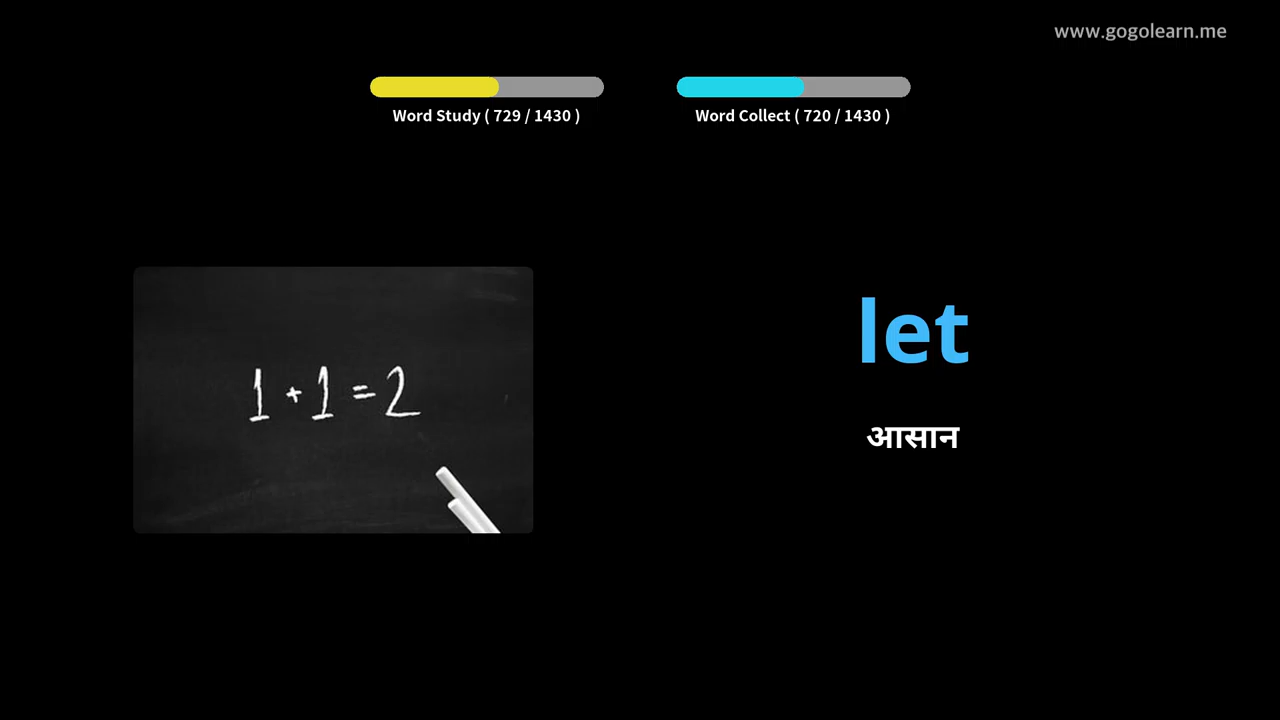 www.gogolearn.me
Word Study ( 729 / 1430 )
Word Collect ( 720 / 1430 )
1 + 1 = 2
let
आसान